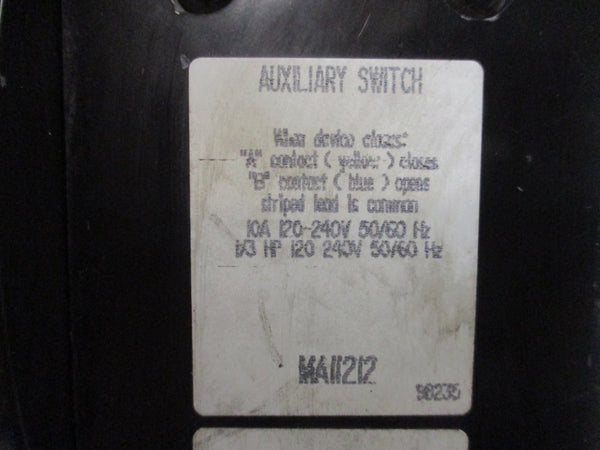 AUXILIARY SWITCH
When device closes:
"A" contact ( yellow ) closes
"B" contact ( blue ) opens
striped lead is common
10A 120-240V 50/60 Hz
1/3 HP 120 240V 50/60 Hz
MA11212
98235